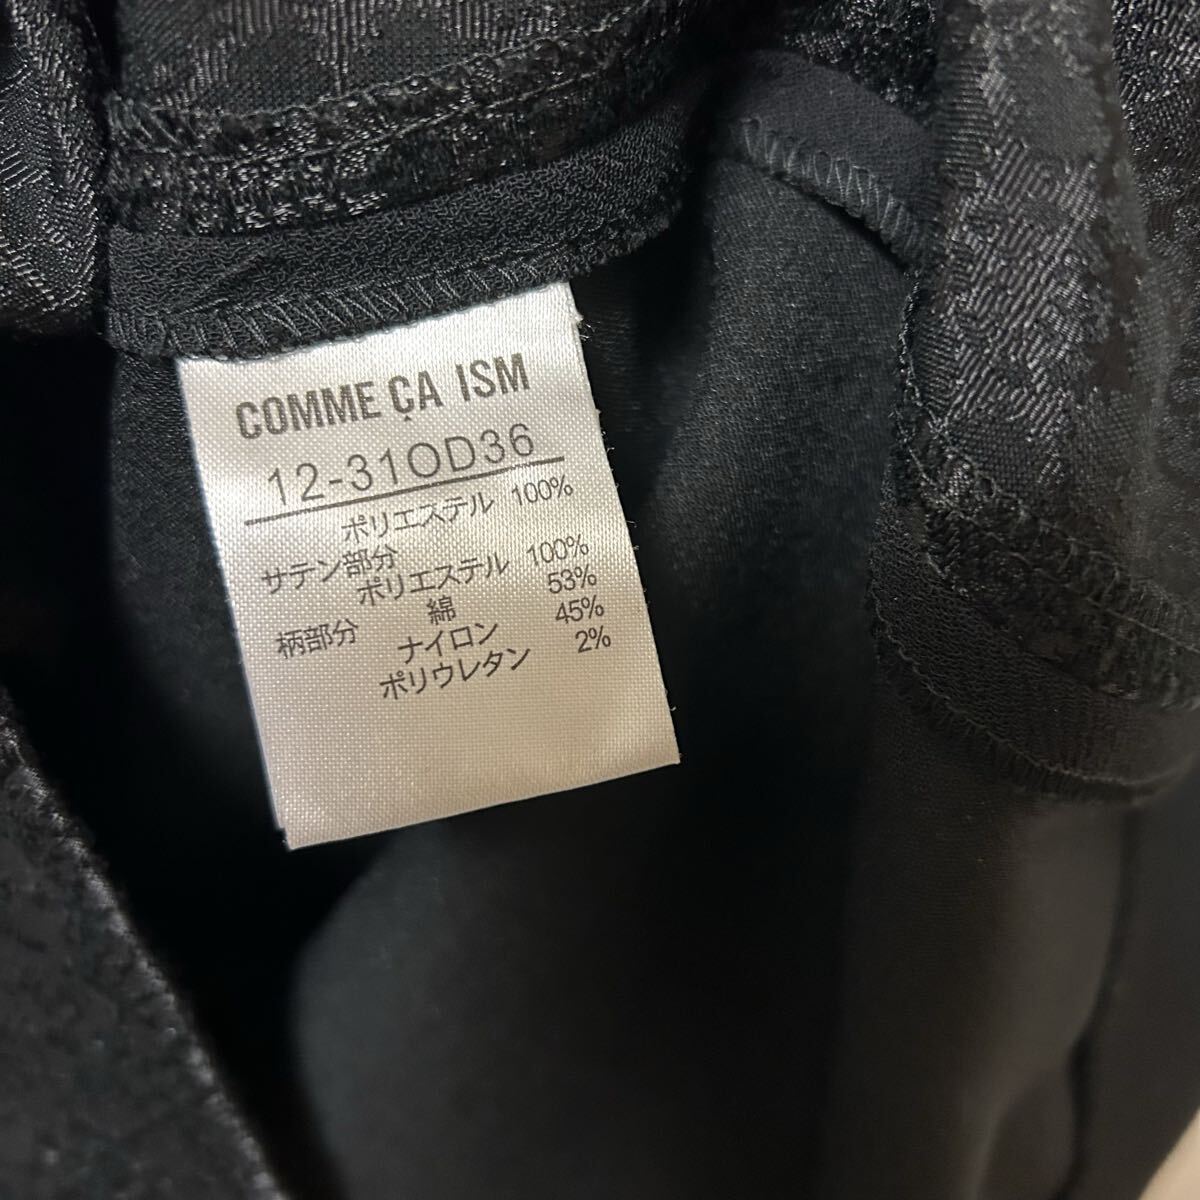 COMME ÇA ISM
12-31OD36
ポリエステル 100%
サテン部分
ポリエステル 100%
柄部分 綿 53%
ナイロン 45%
ポリウレタン 2%